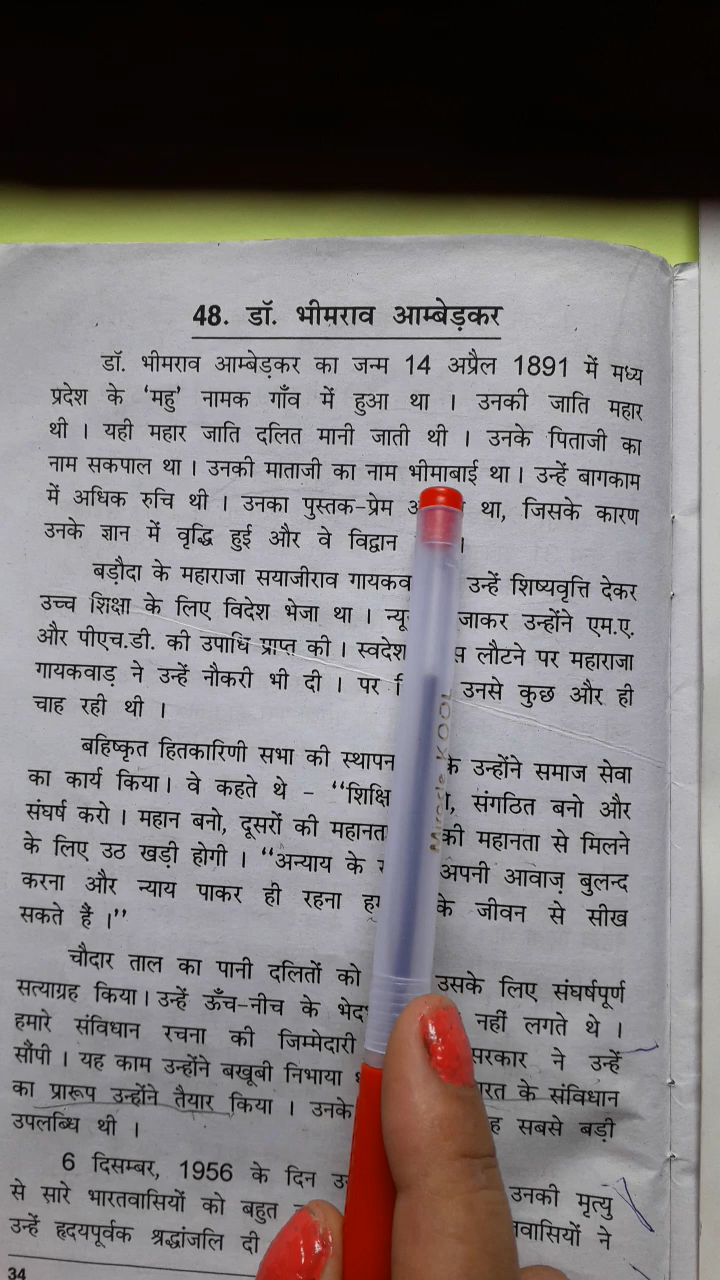 48. डॉ. भीमराव आम्बेड़कर
डॉ. भीमराव आम्बेड़कर का जन्म 14 अप्रैल 1891 में मध्य
प्रदेश के ‘महु’ नामक गाँव में हुआ था । उनकी जाति महार
थी । यही महार जाति दलित मानी जाती थी । उनके पिताजी का
नाम सकपाल था । उनकी माताजी का नाम भीमाबाई था । उन्हें बागकाम
में अधिक रुचि थी । उनका पुस्तक-प्रेम था, जिसके कारण
उनके ज्ञान में वृद्धि हुई और वे विद्वान ।
बड़ौदा के महाराजा सयाजीराव उन्हें शिष्यवृत्ति देकर
उच्च शिक्षा के लिए विदेश भेजा था । जाकर उन्होंने एम.ए.
और पीएच.डी. की उपाधि प्राप्त की । स्वदेश लौटने पर महाराजा
गायकवाड़ ने उन्हें नौकरी भी दी । पर उनसे कुछ और ही
चाह रही थी ।
बहिष्कृत हितकारिणी सभा की उन्होंने समाज सेवा
का कार्य किया। वे कहते थे – “ संगठित बनो और
संघर्ष करो । महान बनो, दूसरों की की महानता से मिलने
के लिए उठ खड़ी होगी । “अन्याय के अपनी आवाज़ बुलन्द
करना और न्याय पाकर ही रहना के जीवन से सीख
सकते हैं ।”
चौदार ताल का पानी दलितों को उसके लिए संघर्षपूर्ण
सत्याग्रह किया। उन्हें ऊँच-नीच के नहीं लगते थे ।
हमारे संविधान रचना की जिम्मेदारी सरकार ने उन्हें
सौंपी । यह काम उन्होंने बखूबी निभाया के संविधान
का प्रारूप उन्होंने तैयार किया । उनके सबसे बड़ी
उपलब्धि थी ।
6 दिसम्बर, 1956 के दिन उनकी मृत्यु
से सारे भारतवासियों को बहुत ने
उन्हें हृदयपूर्वक श्रद्धांजलि दी
34
Miracle KOOL